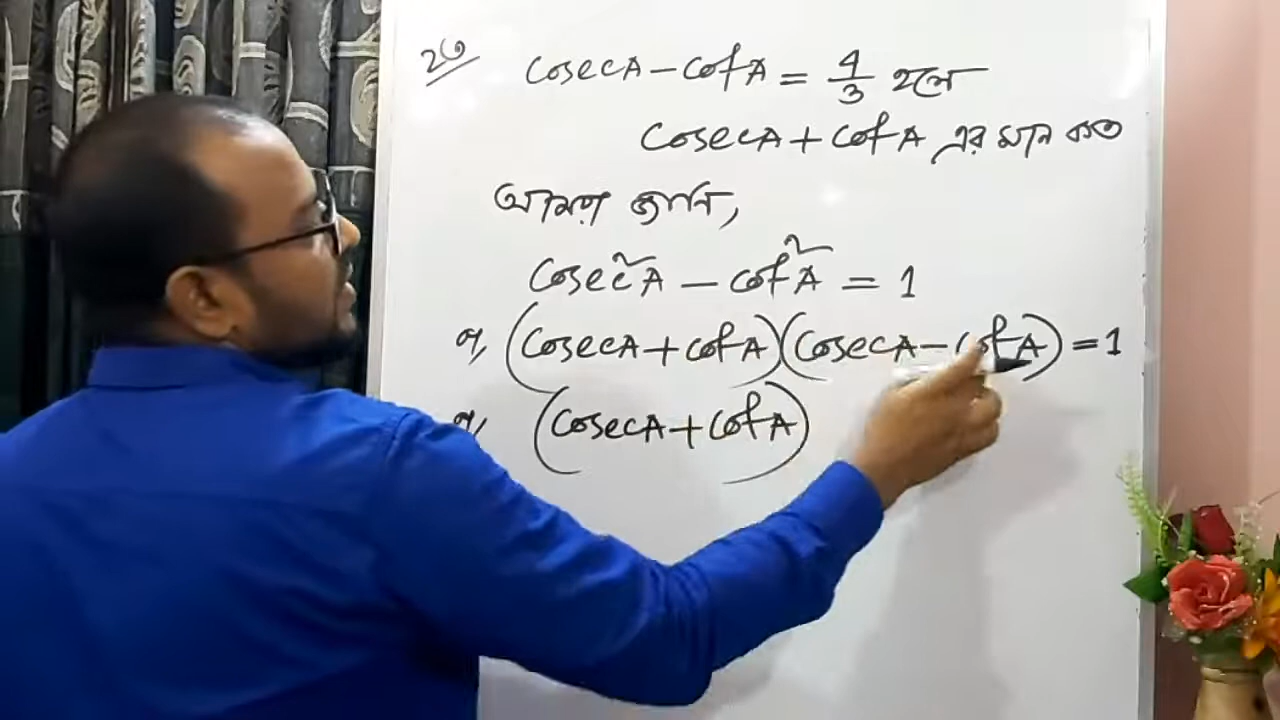 ২৩
cosecA - cotA = 4/3 হলে
cosecA + cotA এর মান কত
আমরা জানি,
cosec²A - cot²A = 1
বা, (cosecA + cotA)(cosecA - cotA) = 1
বা, (cosecA + cotA)